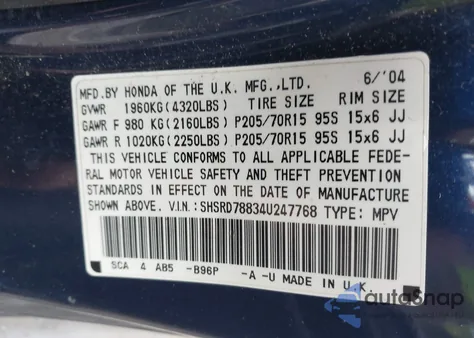 MFD.BY HONDA OF THE U.K. MFG.,LTD. 6/'04
GVWR 1960KG(4320LBS) TIRE SIZE RIM SIZE
GAWR F 980 KG(2160LBS) P205/70R15 95S 15x6 JJ
GAWR R 1020KG(2250LBS) P205/70R15 95S 15x6 JJ
THIS VEHICLE CONFORMS TO ALL APPLICABLE FEDE-
RAL MOTOR VEHICLE SAFETY AND THEFT PREVENTION
STANDARDS IN EFFECT ON THE DATE OF MANUFACTURE
SHOWN ABOVE. V.I.N.:SHSRD78834U247768 TYPE: MPV
SCA 4 AB5 -B96P -A -U MADE IN U.K
autosnap